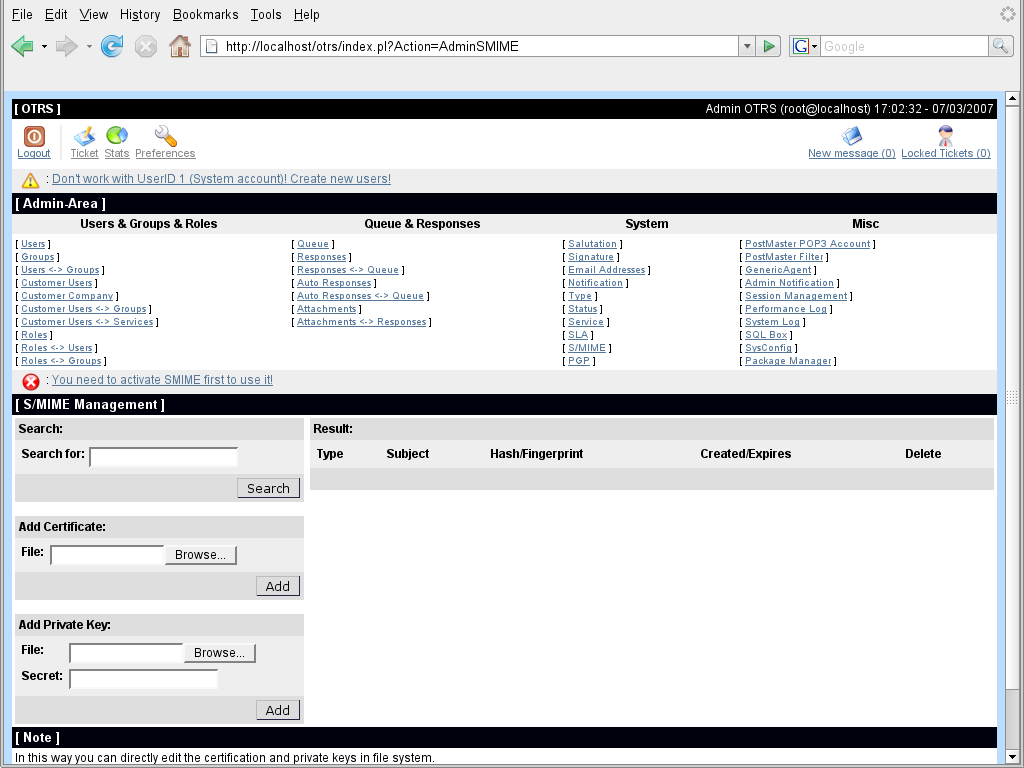 File Edit View History Bookmarks Tools Help
http://localhost/otrs/index.pl?Action=AdminSMIME
G Google
[ OTRS ] Admin OTRS (root@localhost) 17:02:32 - 07/03/2007
Logout Ticket Stats Preferences New message (0) Locked Tickets (0)
: Don't work with UserID 1 (System account)! Create new users!
[ Admin-Area ]
Users & Groups & Roles Queue & Responses System Misc
[ Users ] [ Queue ] [ Salutation ] [ PostMaster POP3 Account ]
[ Groups ] [ Responses ] [ Signature ] [ PostMaster Filter ]
[ Users <-> Groups ] [ Responses <-> Queue ] [ Email Addresses ] [ GenericAgent ]
[ Customer Users ] [ Auto Responses ] [ Notification ] [ Admin Notification ]
[ Customer Company ] [ Auto Responses <-> Queue ] [ Type ] [ Session Management ]
[ Customer Users <-> Groups ] [ Attachments ] [ Status ] [ Performance Log ]
[ Customer Users <-> Services ] [ Attachments <-> Responses ] [ Service ] [ System Log ]
[ Roles ] [ SLA ] [ SQL Box ]
[ Roles <-> Users ] [ S/MIME ] [ SysConfig ]
[ Roles <-> Groups ] [ PGP ] [ Package Manager ]
: You need to activate SMIME first to use it!
[ S/MIME Management ]
Search: Result:
Search for: Type Subject Hash/Fingerprint Created/Expires Delete
Search
Add Certificate:
File: Browse...
Add
Add Private Key:
File: Browse...
Secret:
Add
[ Note ]
In this way you can directly edit the certification and private keys in file system.